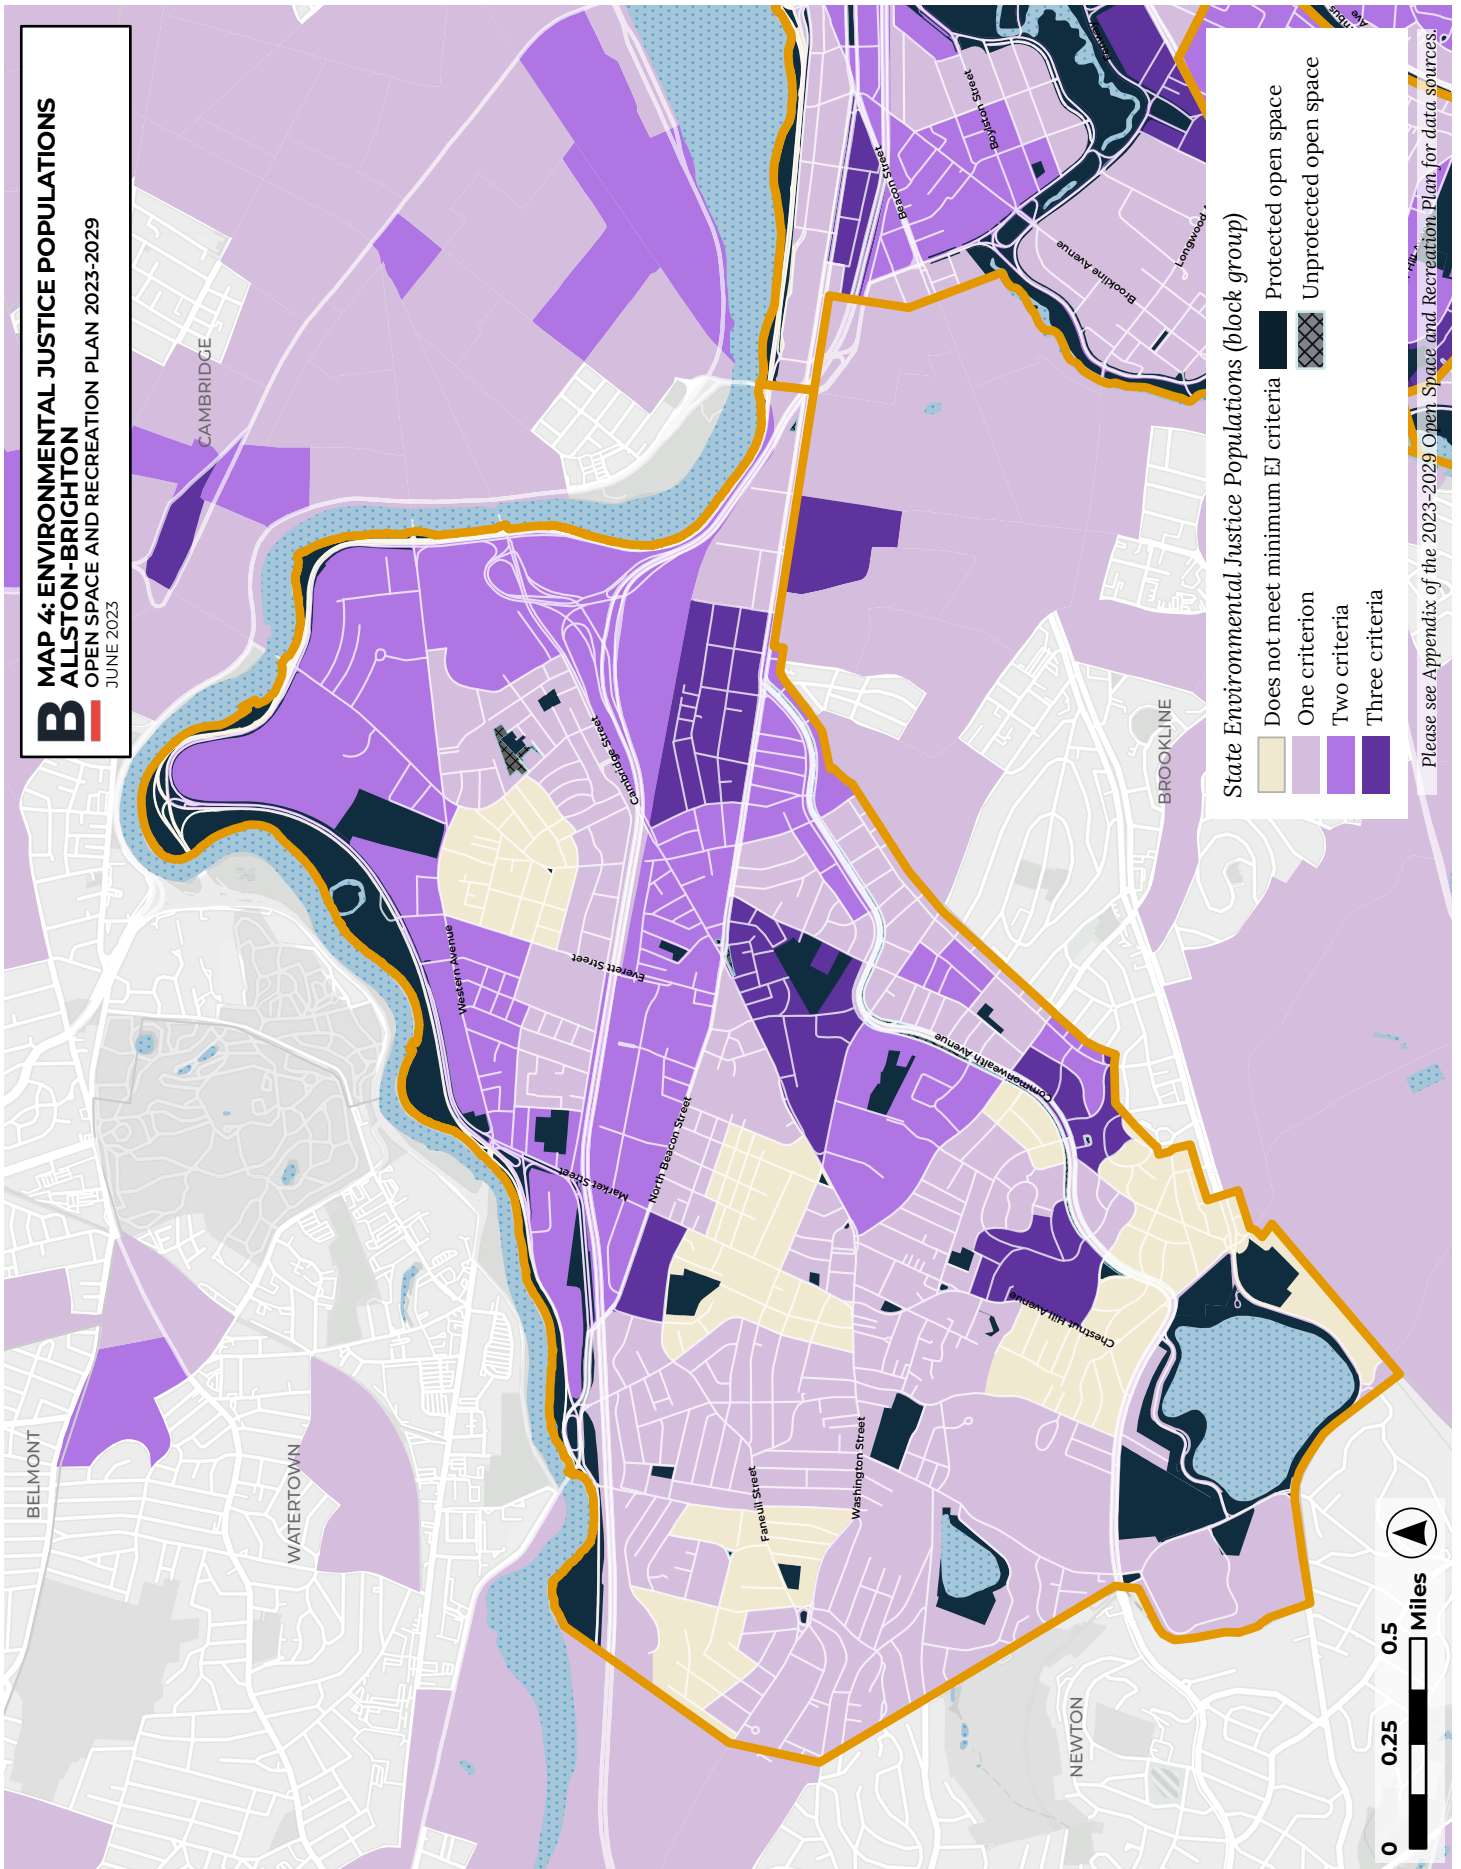 B
MAP 4: ENVIRONMENTAL JUSTICE POPULATIONS
ALLSTON-BRIGHTON
OPEN SPACE AND RECREATION PLAN 2023-2029
JUNE 2023
BELMONT
WATERTOWN
CAMBRIDGE
NEWTON
BROOKLINE
Western Avenue
Everett Street
Cambridge Street
Market Street
North Beacon Street
Faneuil Street
Washington Street
Commonwealth Avenue
Chestnut Hill Avenue
Beacon Street
Boylston Street
Brookline Avenue
Longwood
Ave
State Environmental Justice Populations (block group)
Does not meet minimum EJ criteria
One criterion
Two criteria
Three criteria
Protected open space
Unprotected open space
Please see Appendix of the 2023-2029 Open Space and Recreation Plan for data sources.
0 0.25 0.5
Miles